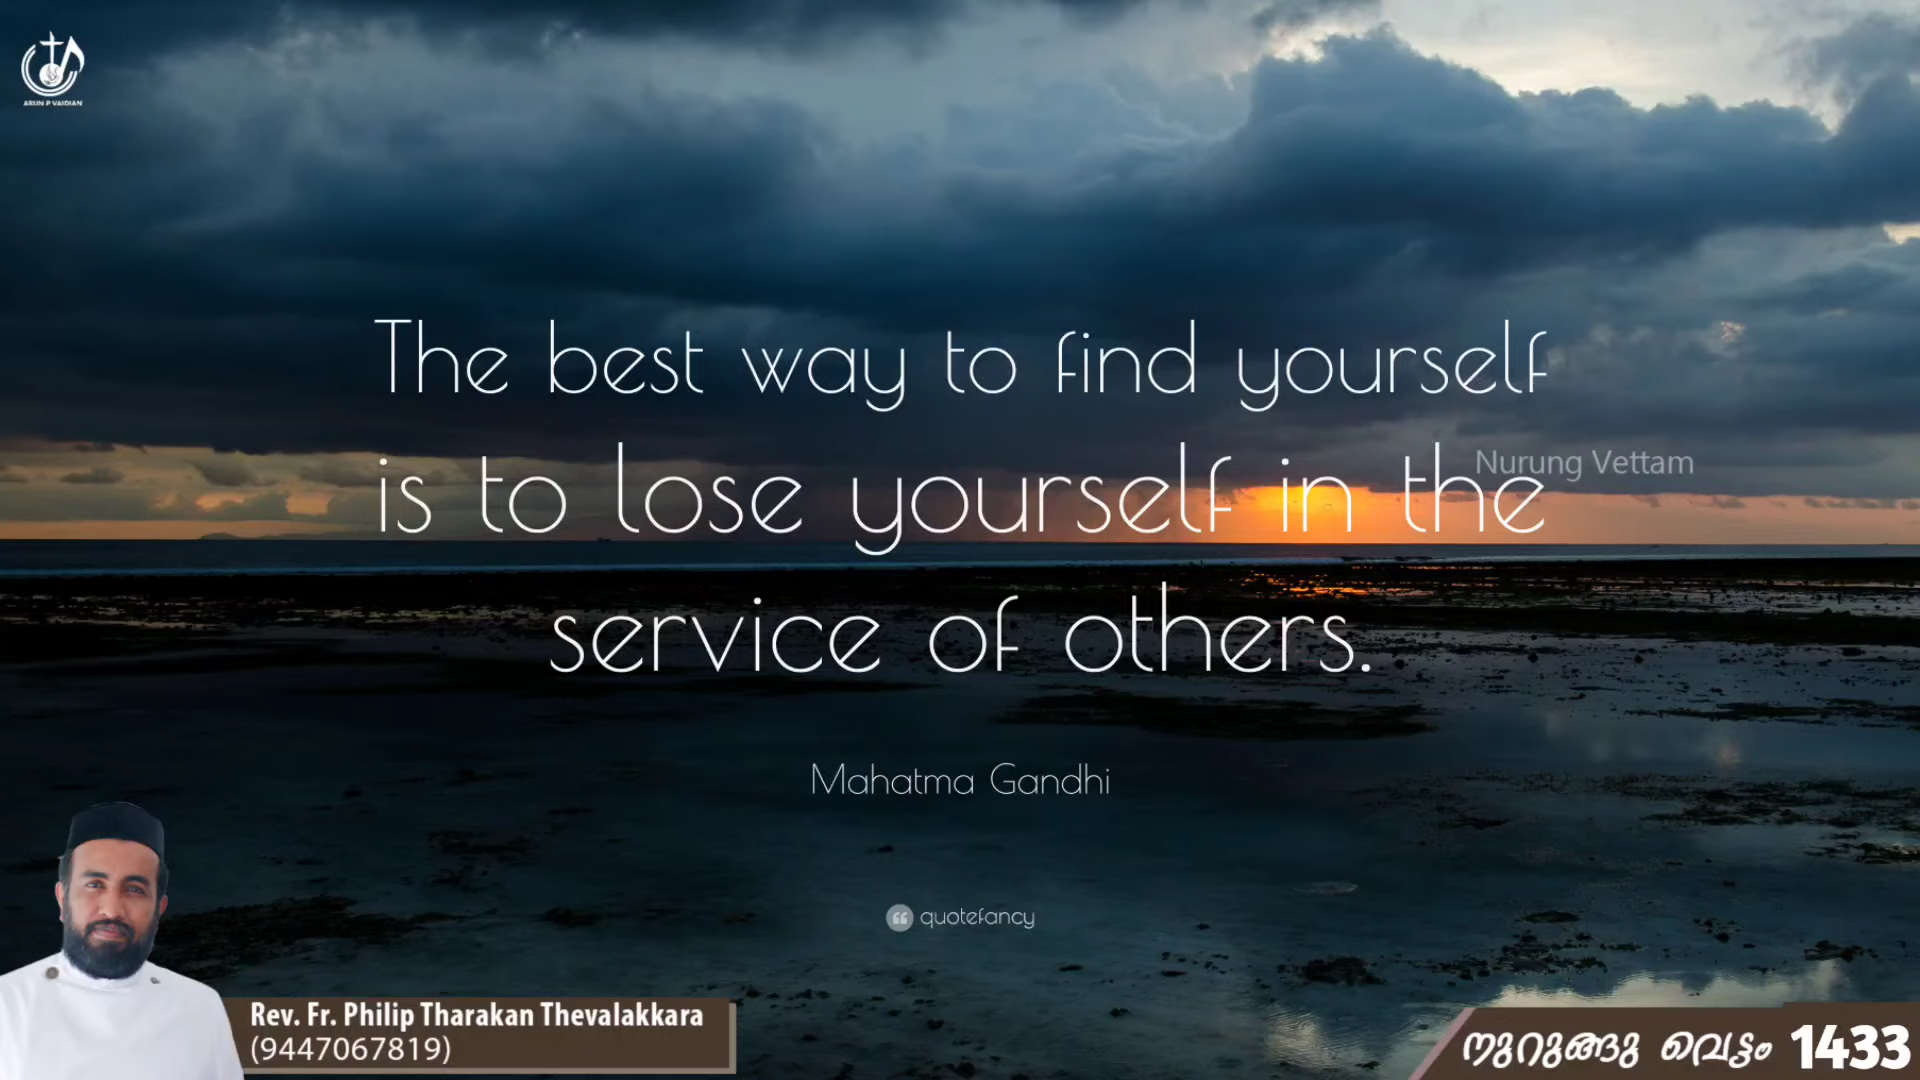 ARUN P VAIDIAN
The best way to find yourself
is to lose yourself in the
Nurung Vettam
service of others.
Mahatma Gandhi
quotefancy
Rev. Fr. Philip Tharakan Thevalakkara
(9447067819)
നുറുങ്ങു വെട്ടം 1433